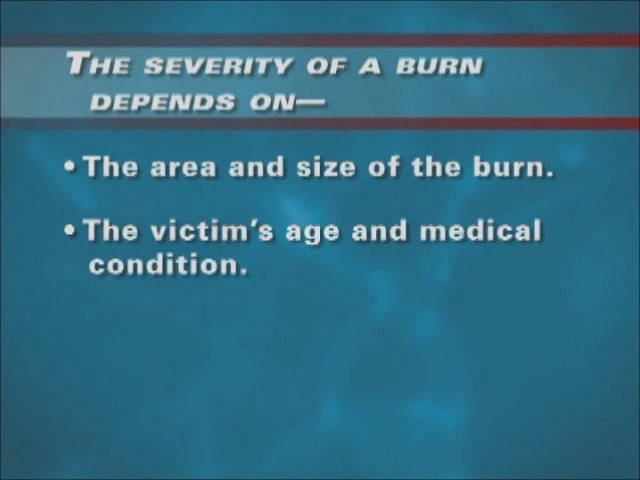 THE SEVERITY OF A BURN
DEPENDS ON—
• The area and size of the burn.
• The victim's age and medical
condition.